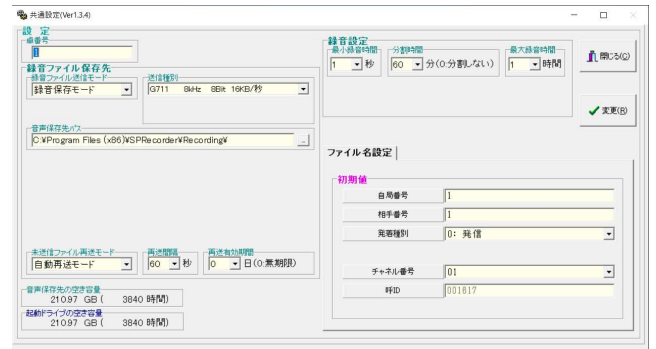 共通設定(Ver1.3.4)
設 定
卓番号
1
録音ファイル保存先
録音ファイル送信モード
録音保存モード
送信種別
G711 8kHz 8Bit 16KB/秒
音声保存先パス
C:¥Program Files (x86)¥SPRecorder¥Recording¥
...
未送信ファイル再送モード
自動再送モード
再送間隔
60 秒
再送有効期間
0 日(0:無期限)
音声保存先の空き容量
210.97 GB ( 3840 時間)
起動ドライブの空き容量
210.97 GB ( 3840 時間)
録音設定
最小録音時間
1 秒
分割時間
60 分(0:分割しない)
最大録音時間
1 時間
閉じる(C)
変更(R)
ファイル名設定
初期値
自局番号 1
相手番号 1
発着種別 0: 発信
チャネル番号 01
呼ID 001617